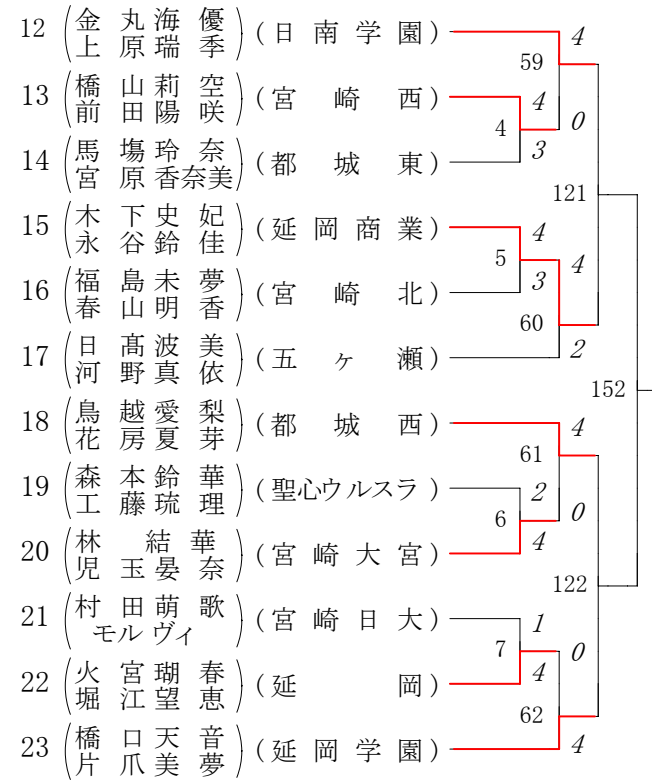 12 (金 丸 海 優 (日 南 学 園) 4
上 原 瑞 季)
59
13 (橋 山 莉 空 (宮 崎 西) 4 0
前 田 陽 咲)
4
14 (馬 塲 玲 奈 (都 城 東) 3
宮 原 香奈美)
121
15 (木 下 史 妃 (延 岡 商 業) 4
永 谷 鈴 佳)
5 4
16 (福 島 未 夢 (宮 崎 北) 3
春 山 明 香)
60
17 (日 髙 波 美 (五 ヶ 瀬) 2
河 野 真 依)
152
18 (鳥 越 愛 梨 (都 城 西) 4
花 房 夏 芽)
61
19 (森 本 鈴 華 (聖心ウルスラ) 2 0
工 藤 琉 理)
6
20 (林 結 華 (宮 崎 大 宮) 4
児 玉 晏 奈)
122
21 (村 田 萌 歌 (宮 崎 日 大) 1
モル ヴィ)
7 0
22 (火 宮 瑚 春 (延 岡) 4
堀 江 望 恵)
62
23 (橋 口 天 音 (延 岡 学 園) 4
片 爪 美 夢)